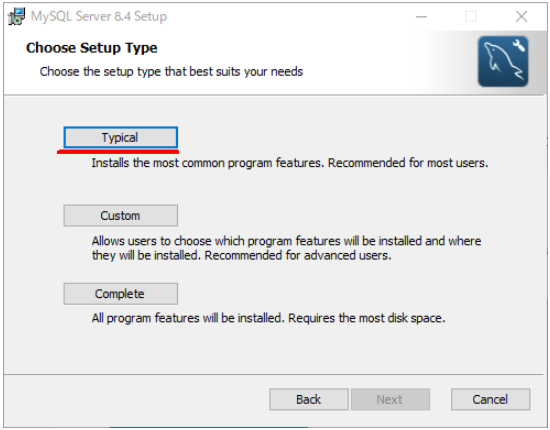 MySQL Server 8.4 Setup
Choose Setup Type
Choose the setup type that best suits your needs
Typical
Installs the most common program features. Recommended for most users.
Custom
Allows users to choose which program features will be installed and where
they will be installed. Recommended for advanced users.
Complete
All program features will be installed. Requires the most disk space.
Back Next Cancel